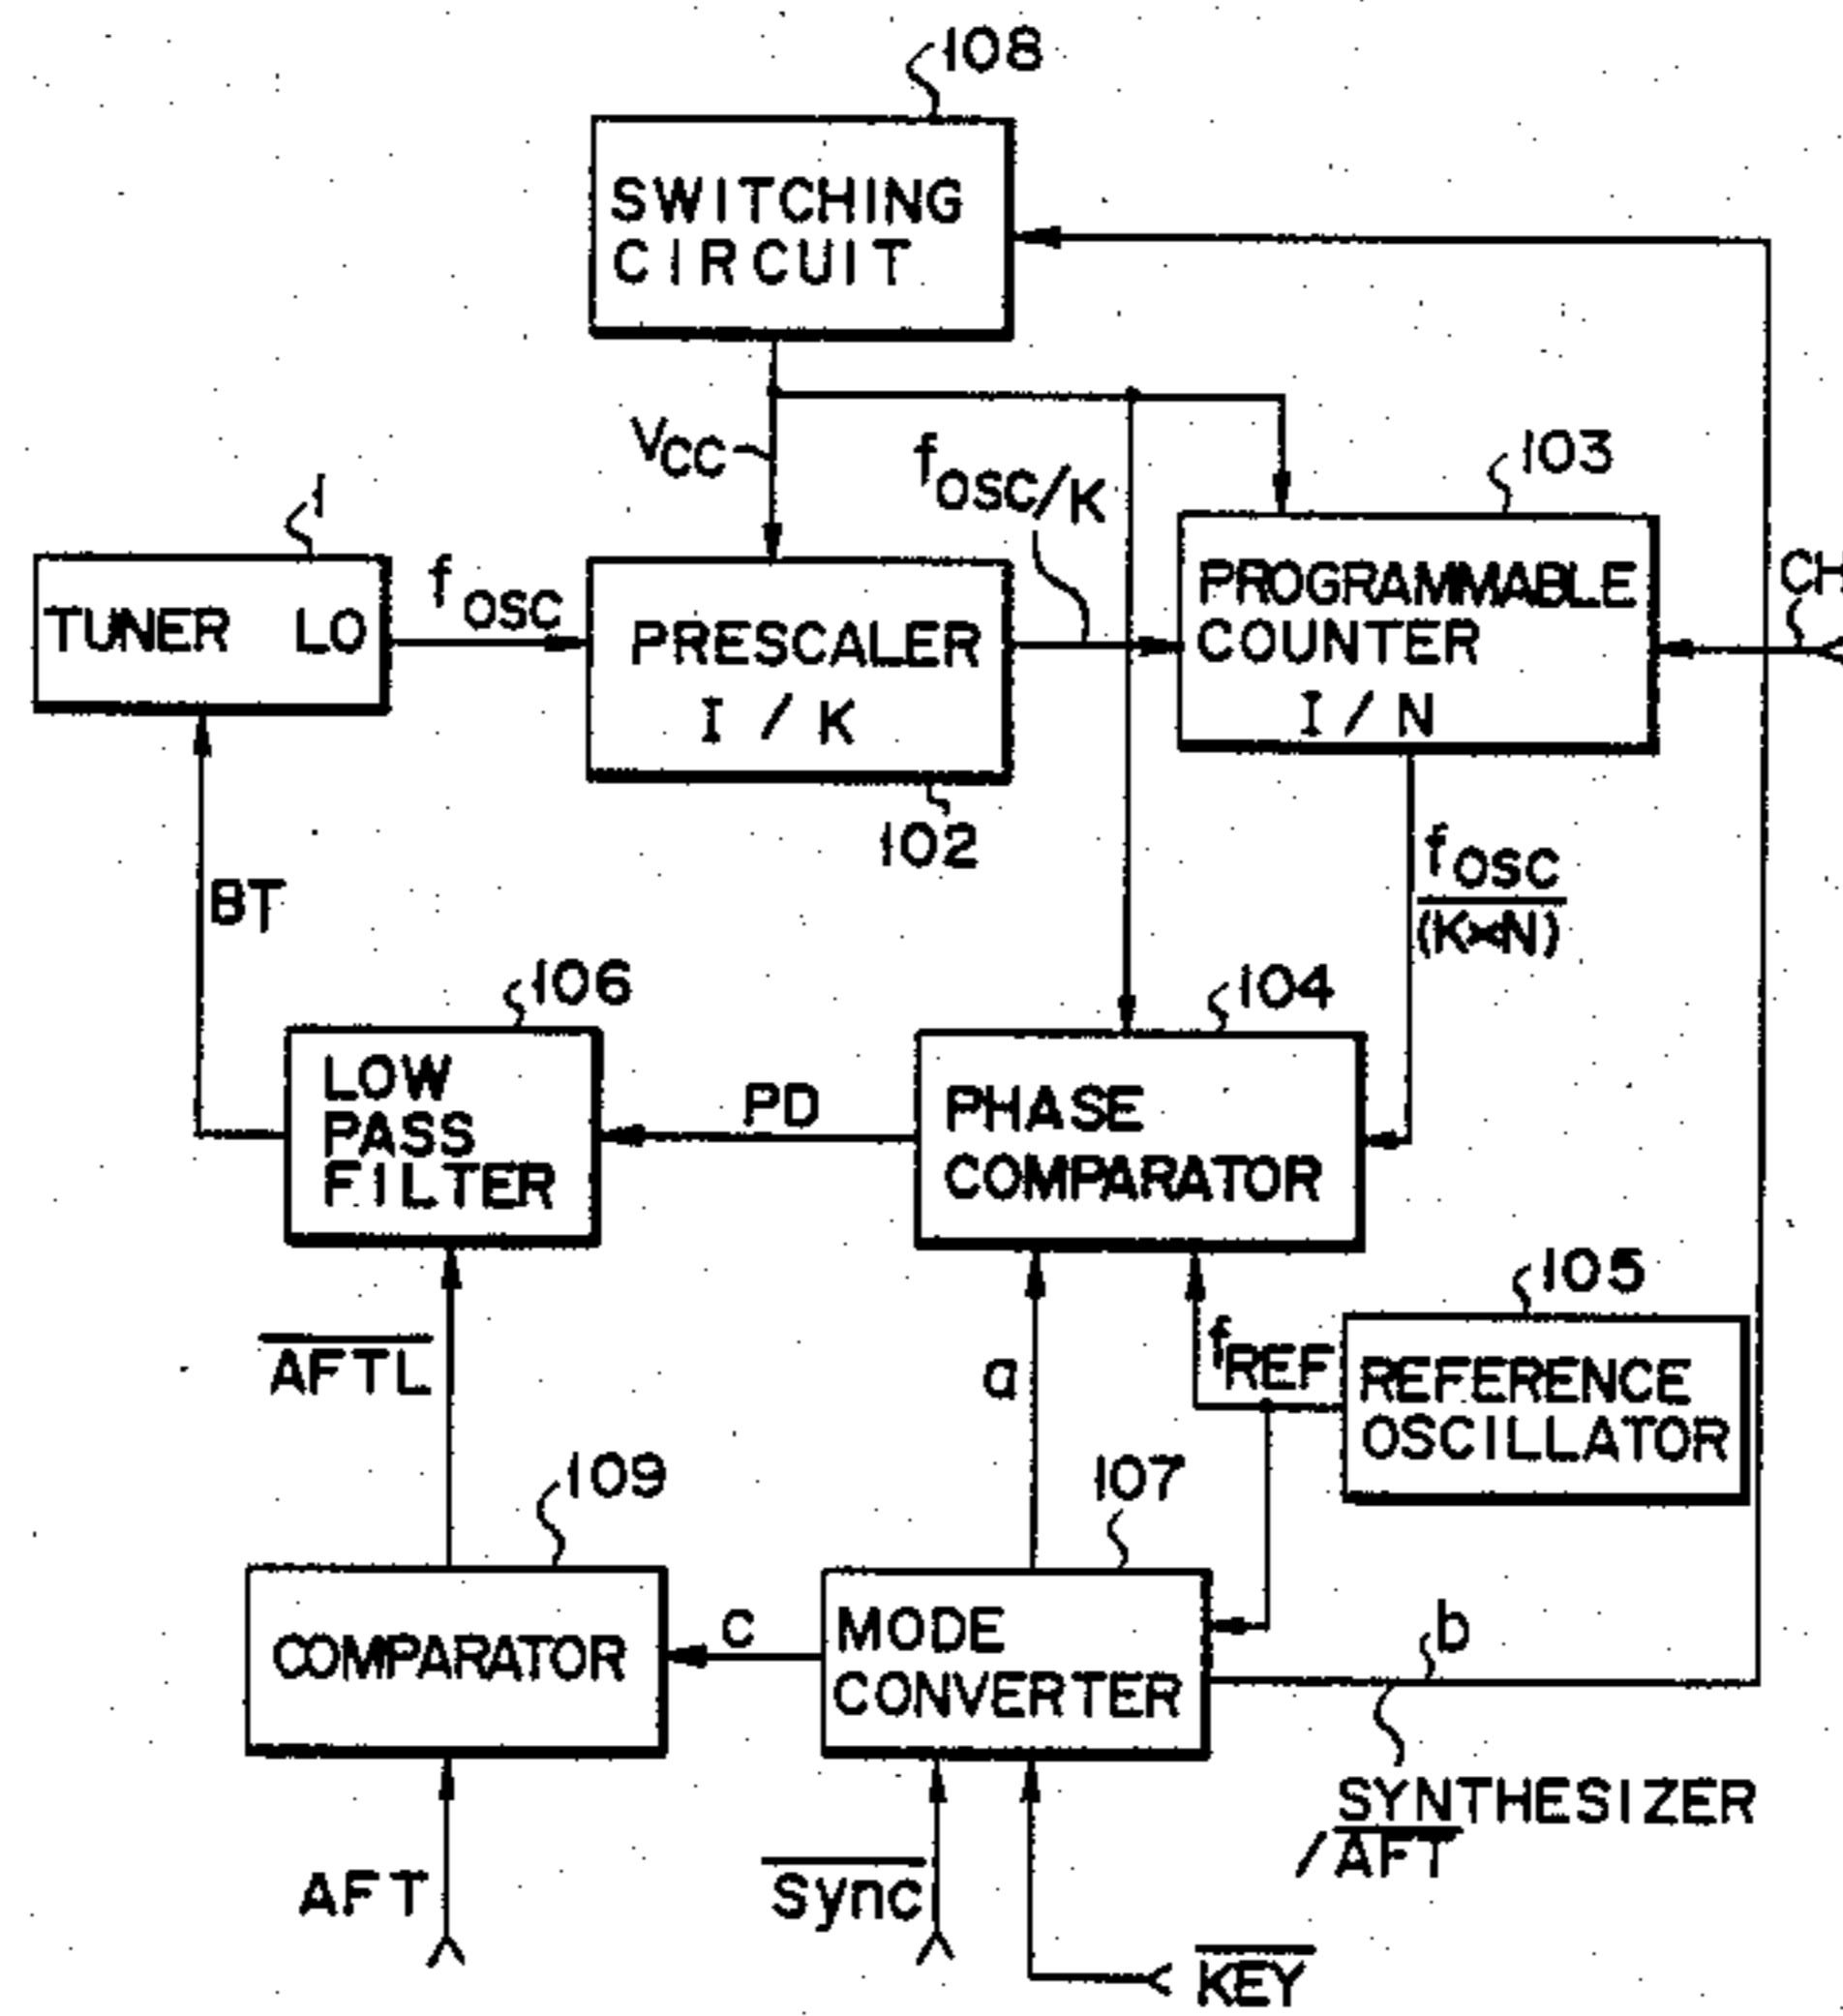 108
SWITCHING
CIRCUIT
VCC
fOSC/K
103
1
TUNER LO
fOSC
PRESCALER
I / K
102
PROGRAMMABLE
COUNTER
I / N
CH
fOSC
(K×N)
BT
106
LOW
PASS
FILTER
PD
104
PHASE
COMPARATOR
105
REFERENCE
OSCILLATOR
fREF
a
AFTL
109
COMPARATOR
C
107
MODE
CONVERTER
b
SYNTHESIZER
/AFT
AFT
Sync
KEY